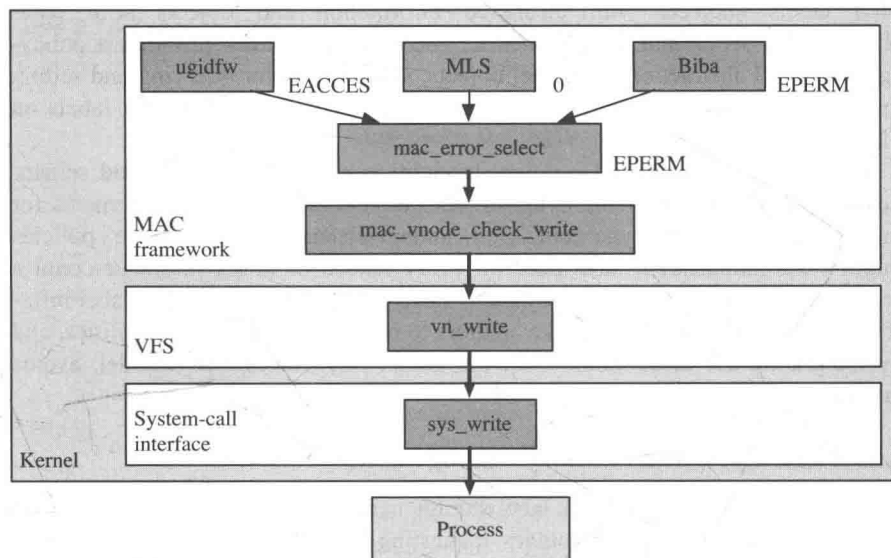 ugidfw
MLS
Biba
EACCES
0
EPERM
mac_error_select
EPERM
mac_vnode_check_write
MAC
framework
vn_write
VFS
System-call
interface
sys_write
Kernel
Process